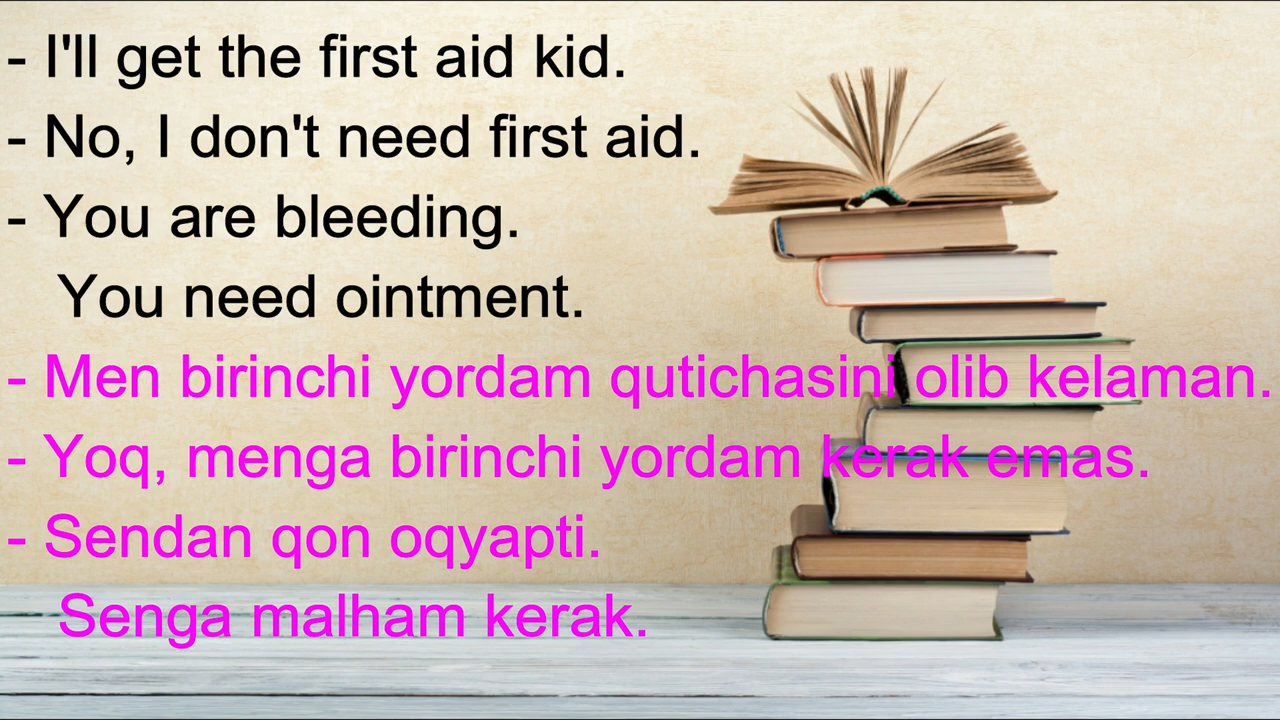 - I'll get the first aid kid.
- No, I don't need first aid.
- You are bleeding.
You need ointment.
- Men birinchi yordam qutichasini olib kelaman.
- Yoq, menga birinchi yordam kerak emas.
- Sendan qon oqyapti.
Senga malham kerak.